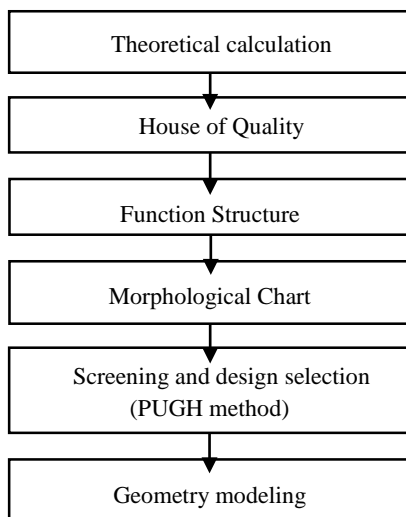 Theoretical calculation
House of Quality
Function Structure
Morphological Chart
Screening and design selection
(PUGH method)
Geometry modeling